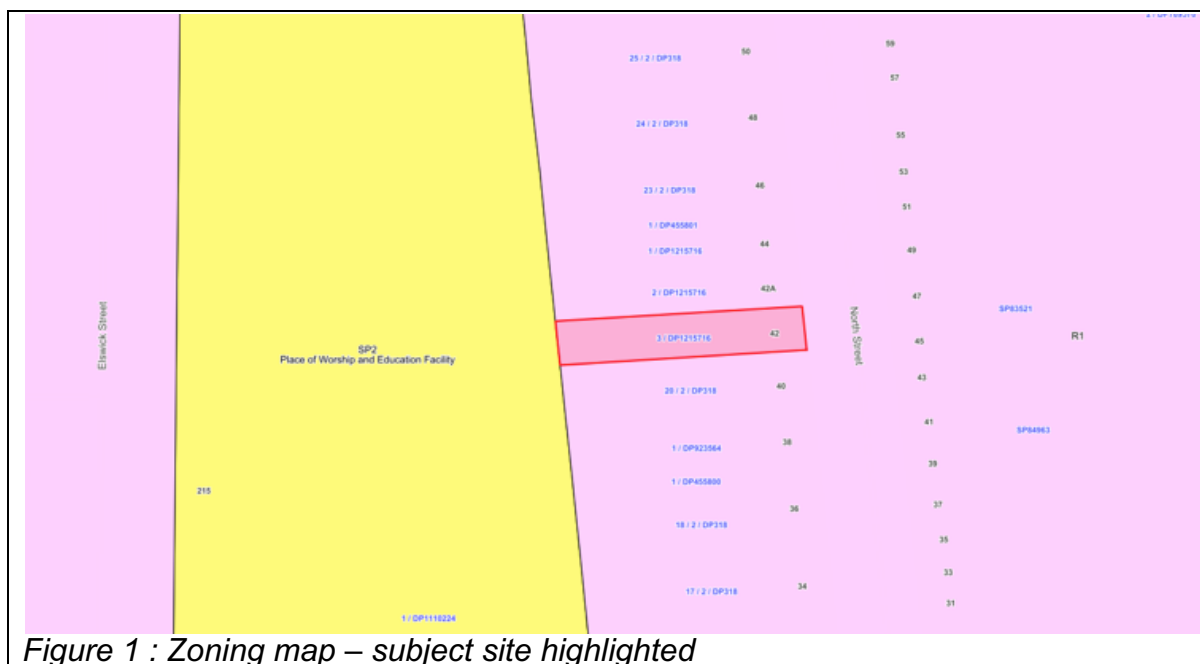 2 / DP789376
25 / 2 / DP318
50
59
57
24 / 2 / DP318
48
55
53
23 / 2 / DP318
46
51
1 / DP455801
44
49
1 / DP1215716
2 / DP1215716
42A
47
SP83521
Elswick Street
SP2
Place of Worship and Education Facility
3 / DP1215716
42
North Street
45
R1
20 / 2 / DP318
40
43
41
SP84963
1 / DP923564
38
39
1 / DP455800
215
36
37
18 / 2 / DP318
35
33
17 / 2 / DP318
34
31
1 / DP1110224
Figure 1 : Zoning map – subject site highlighted